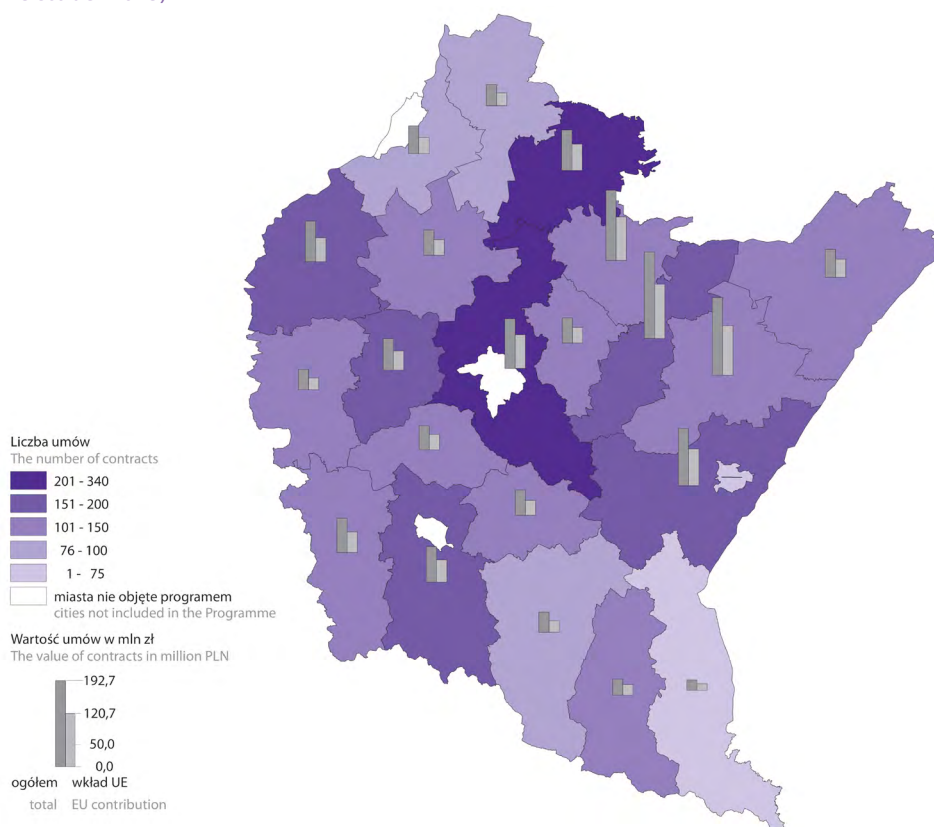 Liczba umów
The number of contracts
201 - 340
151 - 200
101 - 150
76 - 100
1 - 75
miasta nie objęte programem
cities not included in the Programme
Wartość umów w mln zł
The value of contracts in million PLN
192,7
120,7
50,0
0,0
ogółem wkład UE
total EU contribution